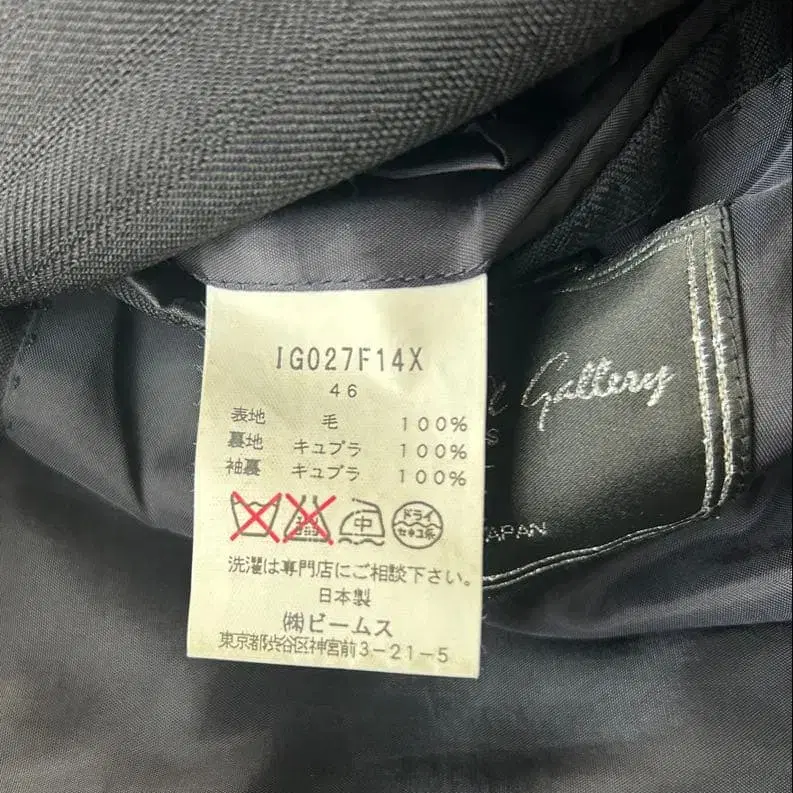 IG027F14X
46
表地 毛 100%
裏地 キュプラ 100%
袖裏 キュプラ 100%
中
ドライ
セキユ系
洗濯は専門店にご相談下さい。
日本製
㈱ビームス
東京都渋谷区神宮前3-21-5
Gallery
APAN